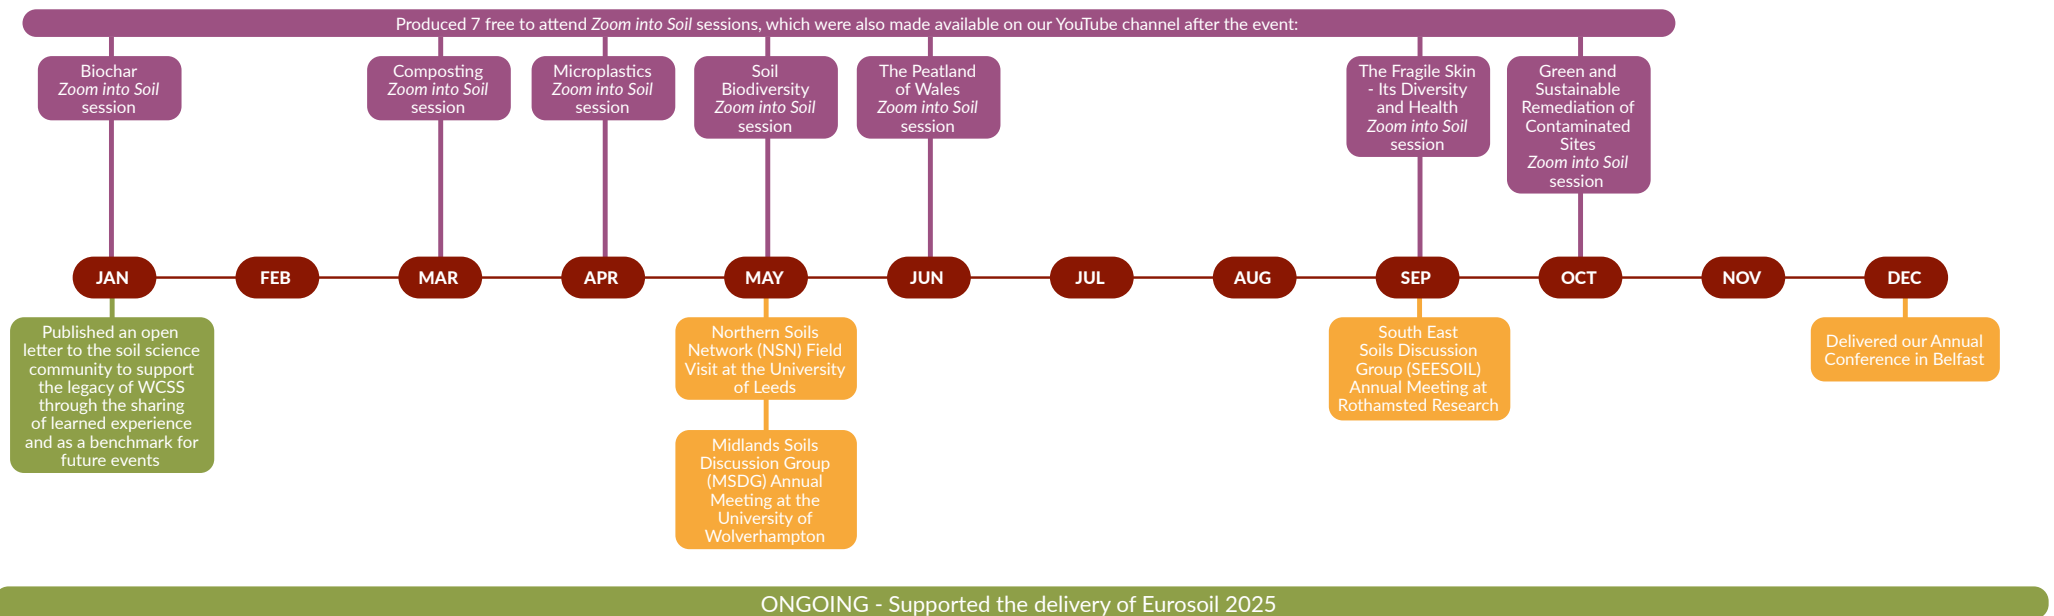 Produced 7 free to attend Zoom into Soil sessions, which were also made available on our YouTube channel after the event:
Biochar
Zoom into Soil
session
Composting
Zoom into Soil
session
Microplastics
Zoom into Soil
session
Soil
Biodiversity
Zoom into Soil
session
The Peatland
of Wales
Zoom into Soil
session
The Fragile Skin
- Its Diversity
and Health
Zoom into Soil
session
Green and
Sustainable
Remediation of
Contaminated
Sites
Zoom into Soil
session
JAN
FEB
MAR
APR
MAY
JUN
JUL
AUG
SEP
OCT
NOV
DEC
Published an open
letter to the soil science
community to support
the legacy of WCSS
through the sharing
of learned experience
and as a benchmark for
future events
Northern Soils
Network (NSN) Field
Visit at the University
of Leeds
Midlands Soils
Discussion Group
(MSDG) Annual
Meeting at the
University of
Wolverhampton
South East
Soils Discussion
Group (SEESOIL)
Annual Meeting at
Rothamsted Research
Delivered our Annual
Conference in Belfast
ONGOING - Supported the delivery of Eurosoil 2025